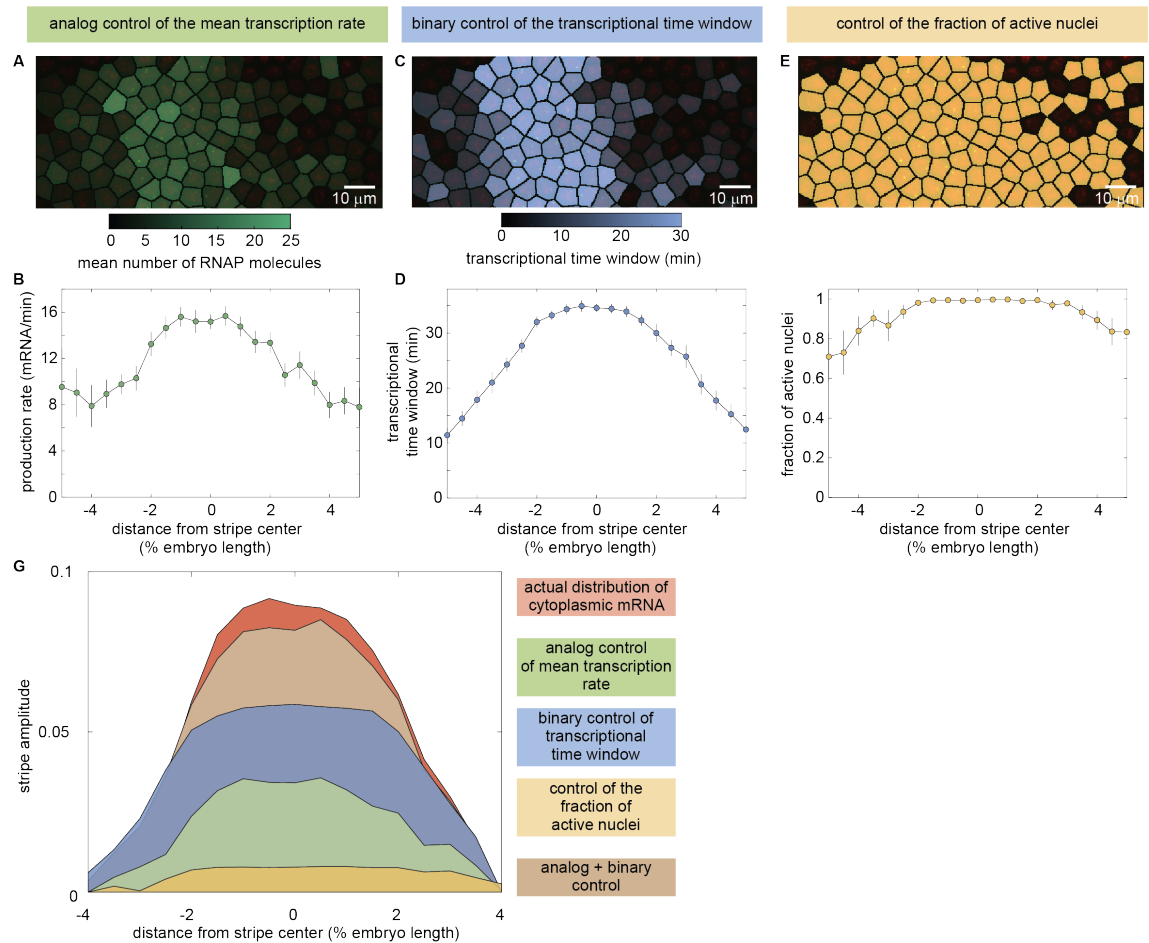 analog control of the mean transcription rate
binary control of the transcriptional time window
control of the fraction of active nuclei
A
C
E
10 μm
10 μm
10 μm
0 5 10 15 20 25
mean number of RNAP molecules
0 10 20 30
transcriptional time window (min)
B
production rate (mRNA/min)
16
12
8
4
0
-4 -2 0 2 4
distance from stripe center
(% embryo length)
D
transcriptional
time window (min)
30
20
10
0
-4 -2 0 2 4
distance from stripe center
(% embryo length)
fraction of active nuclei
1
0.8
0.6
0.4
0.2
0
-4 -2 0 2 4
distance from stripe center
(% embryo length)
G
stripe amplitude
0.1
0.05
0
-4 -2 0 2 4
distance from stripe center (% embryo length)
actual distribution of
cytoplasmic mRNA
analog control
of mean transcription
rate
binary control of
transcriptional
time window
control of the
fraction of
active nuclei
analog + binary
control